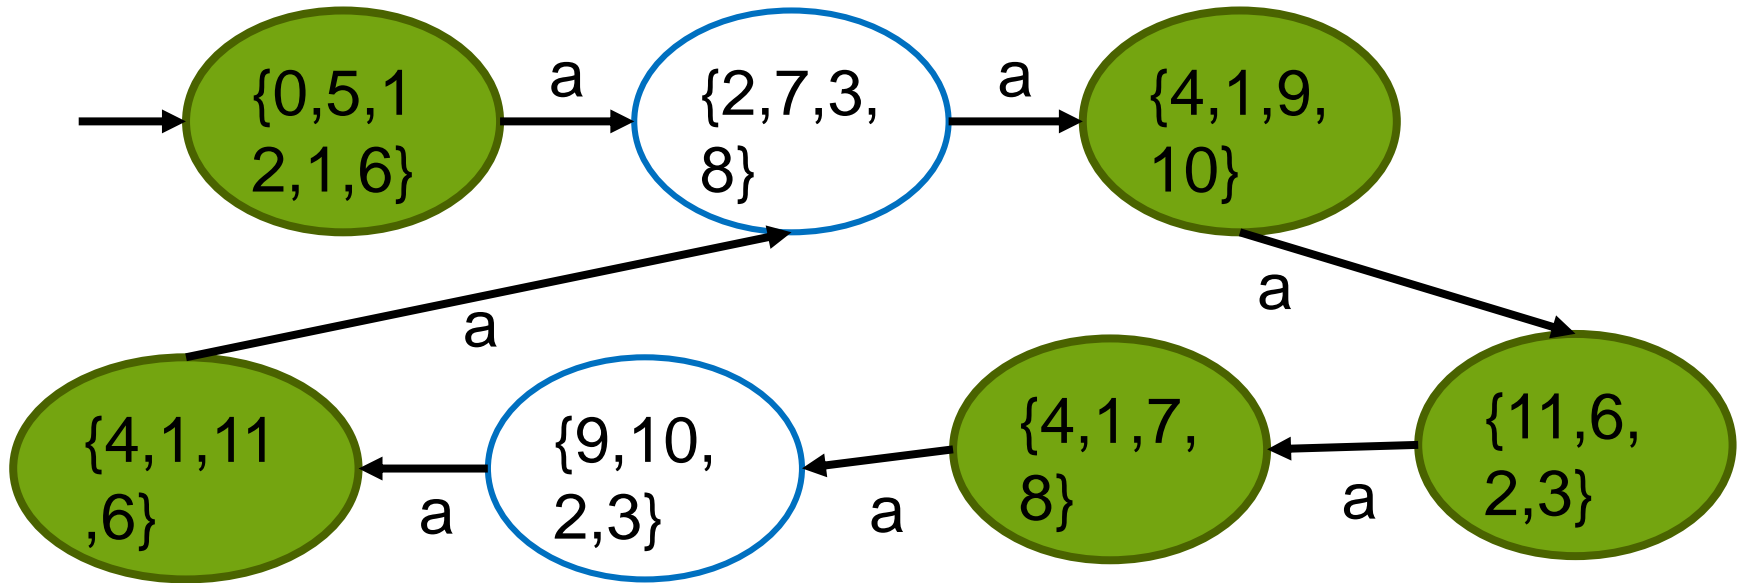 {0,5,1
2,1,6}
a
{2,7,3,
8}
a
{4,1,9,
10}
a
a
{4,1,11
,6}
a
{9,10,
2,3}
a
{4,1,7,
8}
a
{11,6,
2,3}